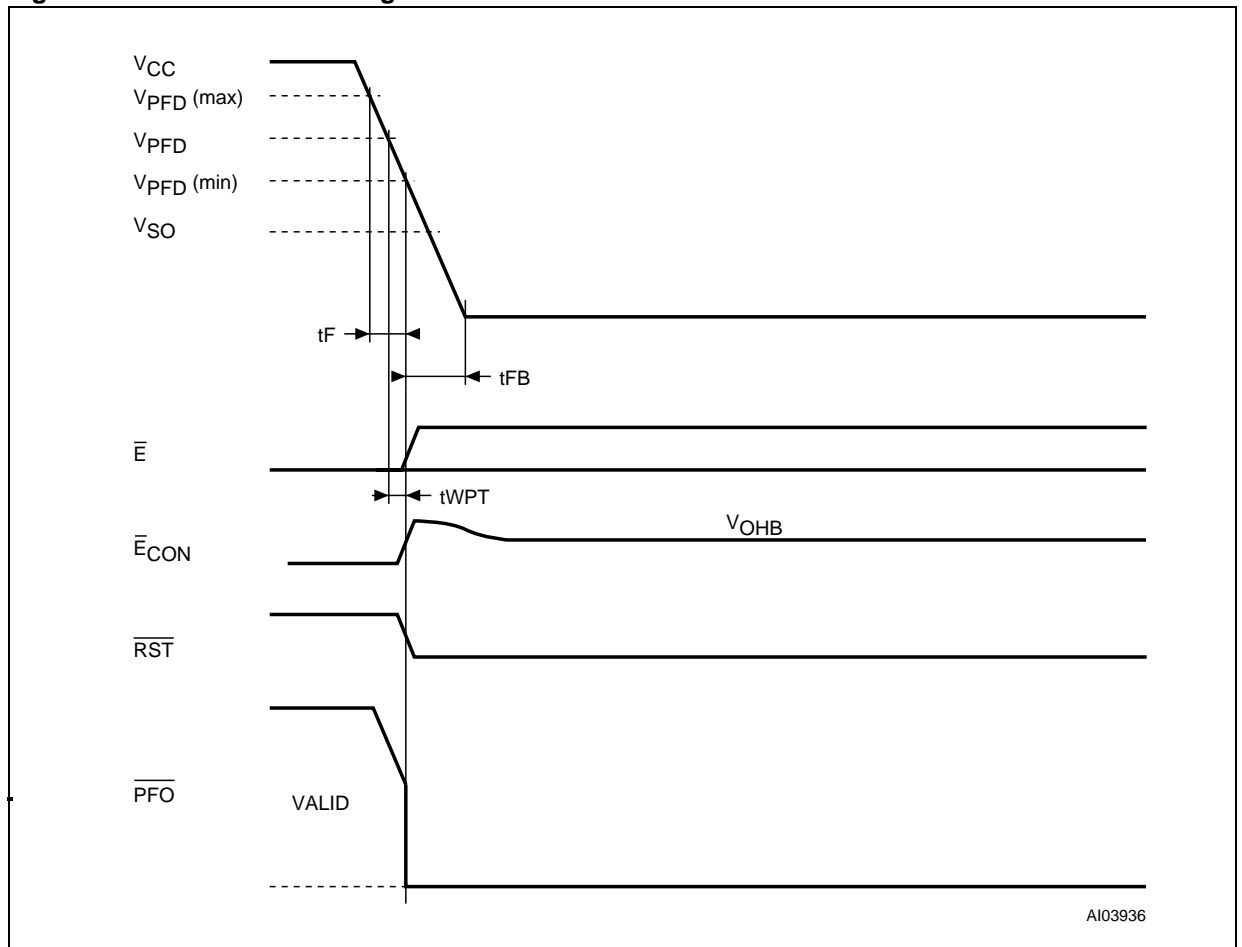 VCC
VPFD (max)
VPFD
VPFD (min)
VSO
tF
tFB
E
tWPT
ECON
VOHB
RST
PFO
VALID
AI03936